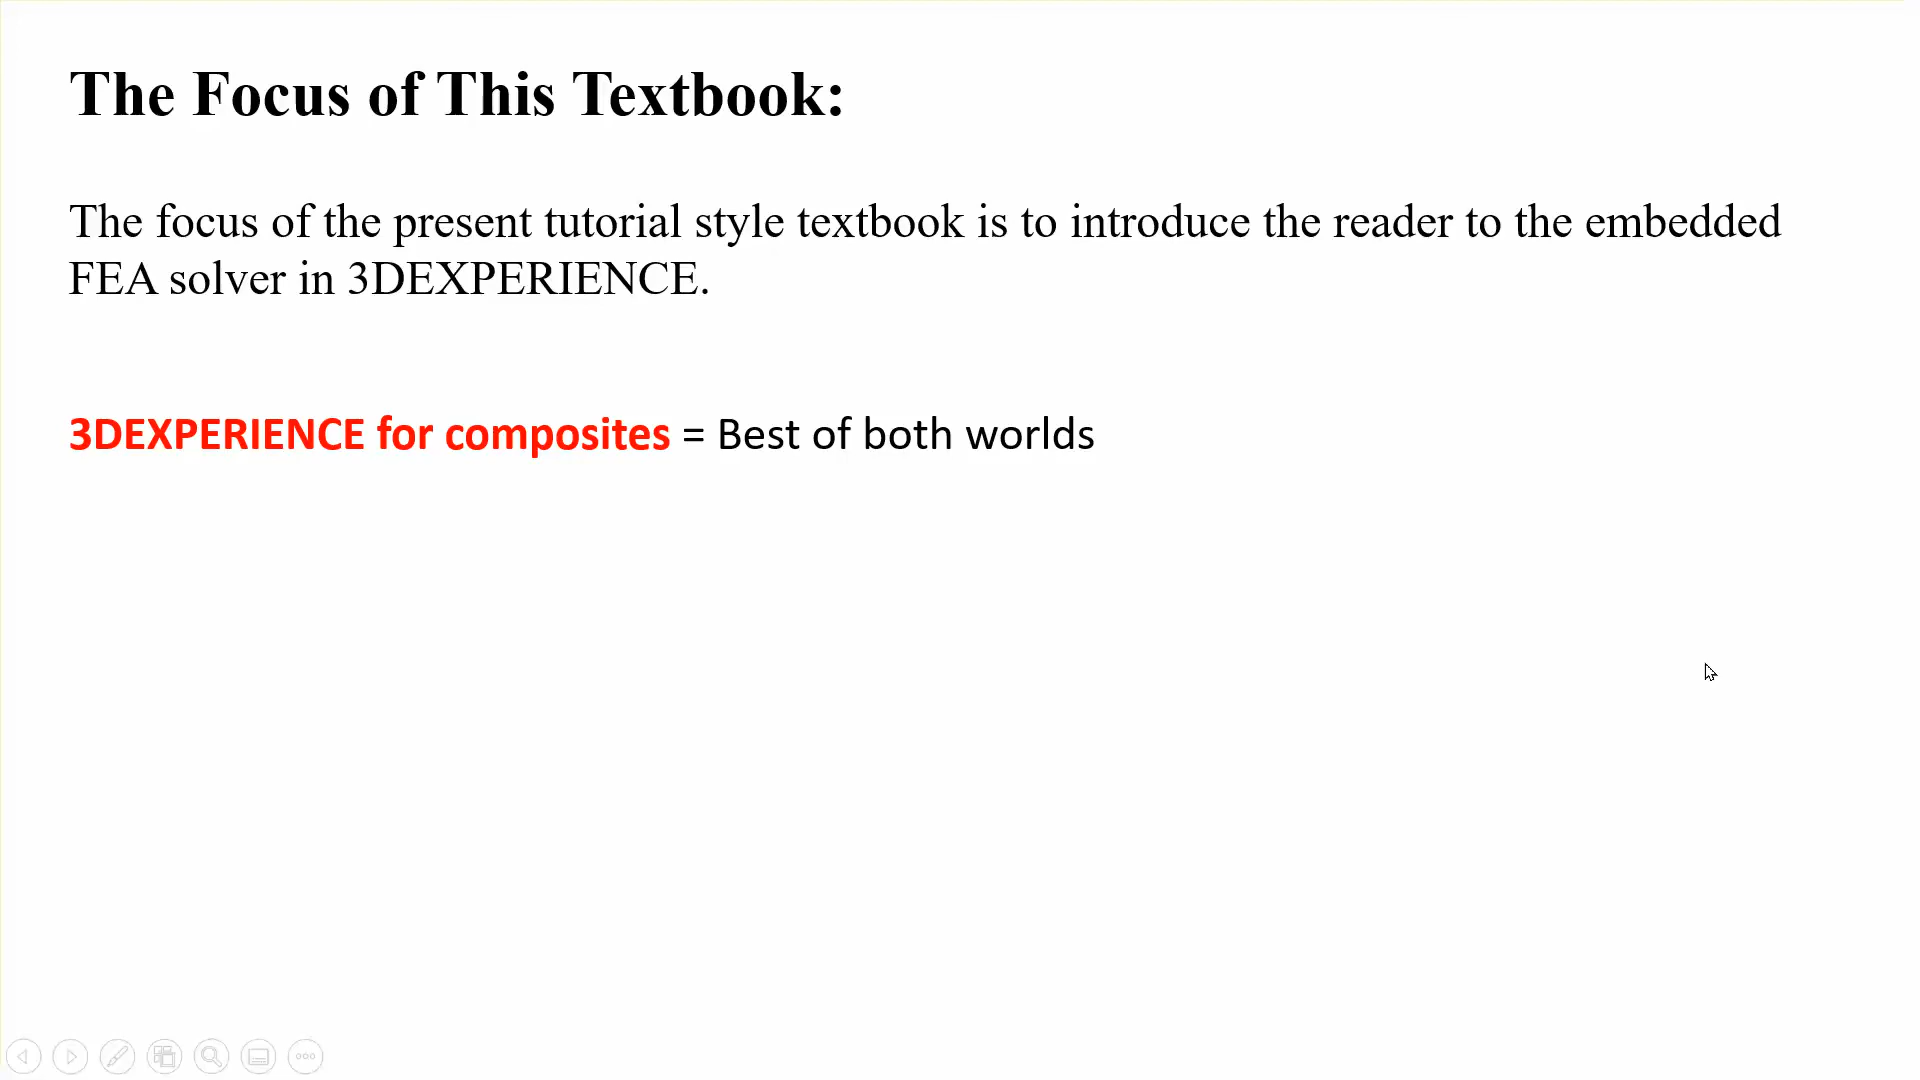 The Focus of This Textbook:
The focus of the present tutorial style textbook is to introduce the reader to the embedded
FEA solver in 3DEXPERIENCE.
3DEXPERIENCE for composites = Best of both worlds